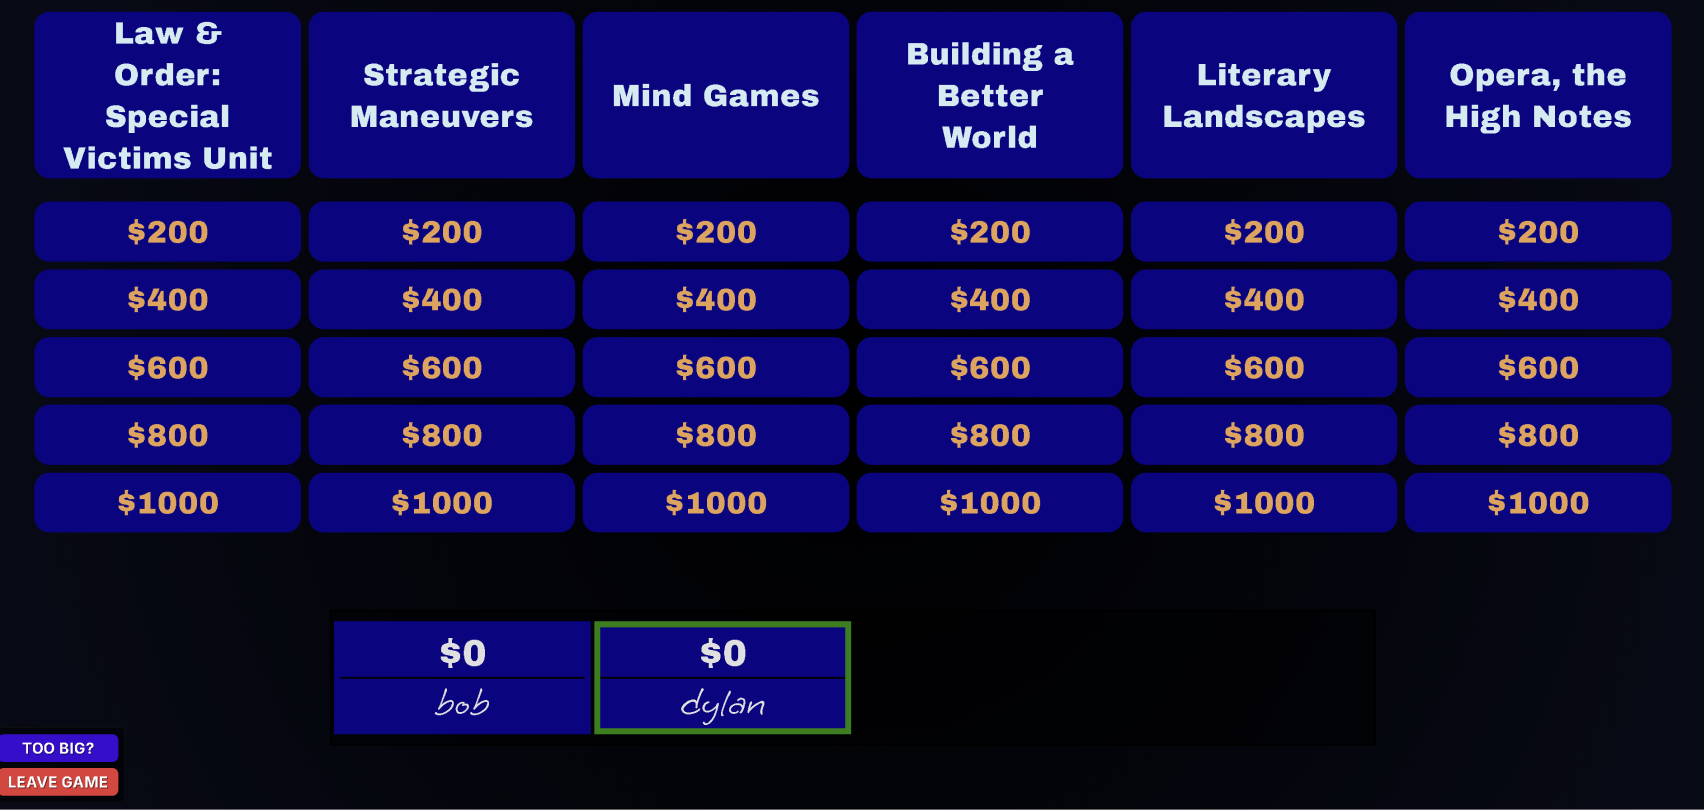 Law &
Order:
Special
Victims Unit
Strategic
Maneuvers
Mind Games
Building a
Better
World
Literary
Landscapes
Opera, the
High Notes
$200 $200 $200 $200 $200 $200
$400 $400 $400 $400 $400 $400
$600 $600 $600 $600 $600 $600
$800 $800 $800 $800 $800 $800
$1000 $1000 $1000 $1000 $1000 $1000
$0 $0
bob dylan
TOO BIG?
LEAVE GAME